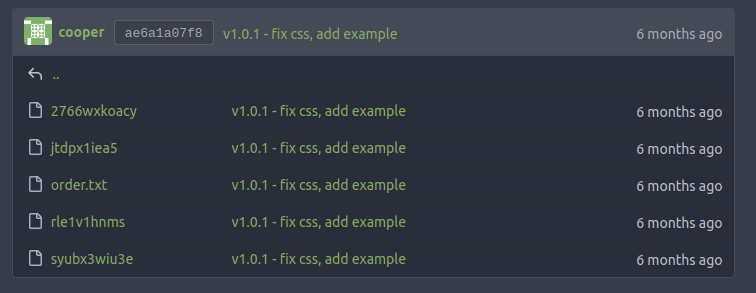 cooper ae6a1a07f8 v1.0.1 - fix css, add example 6 months ago
..
2766wxkoacy v1.0.1 - fix css, add example 6 months ago
jtdpx1iea5 v1.0.1 - fix css, add example 6 months ago
order.txt v1.0.1 - fix css, add example 6 months ago
rle1v1hnms v1.0.1 - fix css, add example 6 months ago
syubx3wiu3e v1.0.1 - fix css, add example 6 months ago